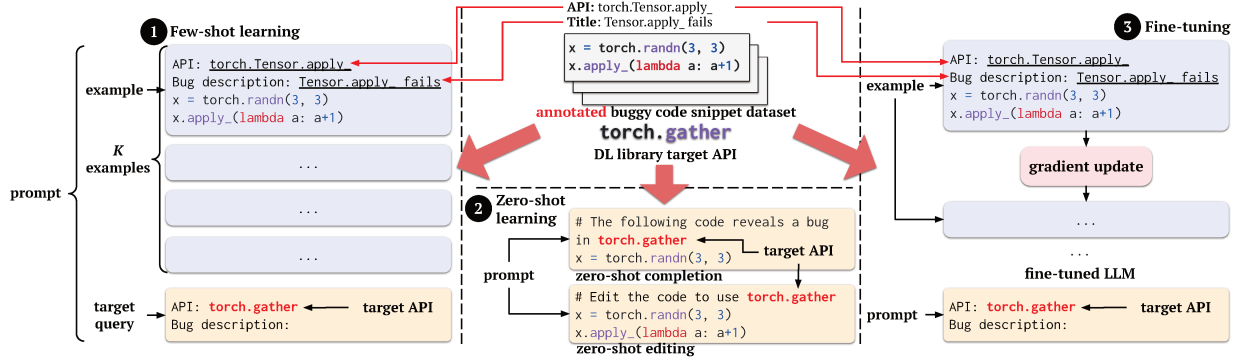 API: torch.Tensor.apply_
Title: Tensor.apply_ fails
x = torch.randn(3, 3)
x.apply_(lambda a: a+1)
annotated buggy code snippet dataset
torch.gather
DL library target API
1 Few-shot learning
prompt
example
API: torch.Tensor.apply_
Bug description: Tensor.apply_ fails
x = torch.randn(3, 3)
x.apply_(lambda a: a+1)
K
examples
...
...
...
target
query
API: torch.gather
target API
Bug description:
2 Zero-shot
learning
prompt
# The following code reveals a bug
in torch.gather
target API
x = torch.randn(3, 3)
zero-shot completion
# Edit the code to use torch.gather
x = torch.randn(3, 3)
x.apply_(lambda a: a+1)
zero-shot editing
3 Fine-tuning
example
API: torch.Tensor.apply_
Bug description: Tensor.apply_ fails
x = torch.randn(3, 3)
x.apply_(lambda a: a+1)
gradient update
...
...
fine-tuned LLM
prompt
API: torch.gather
target API
Bug description: